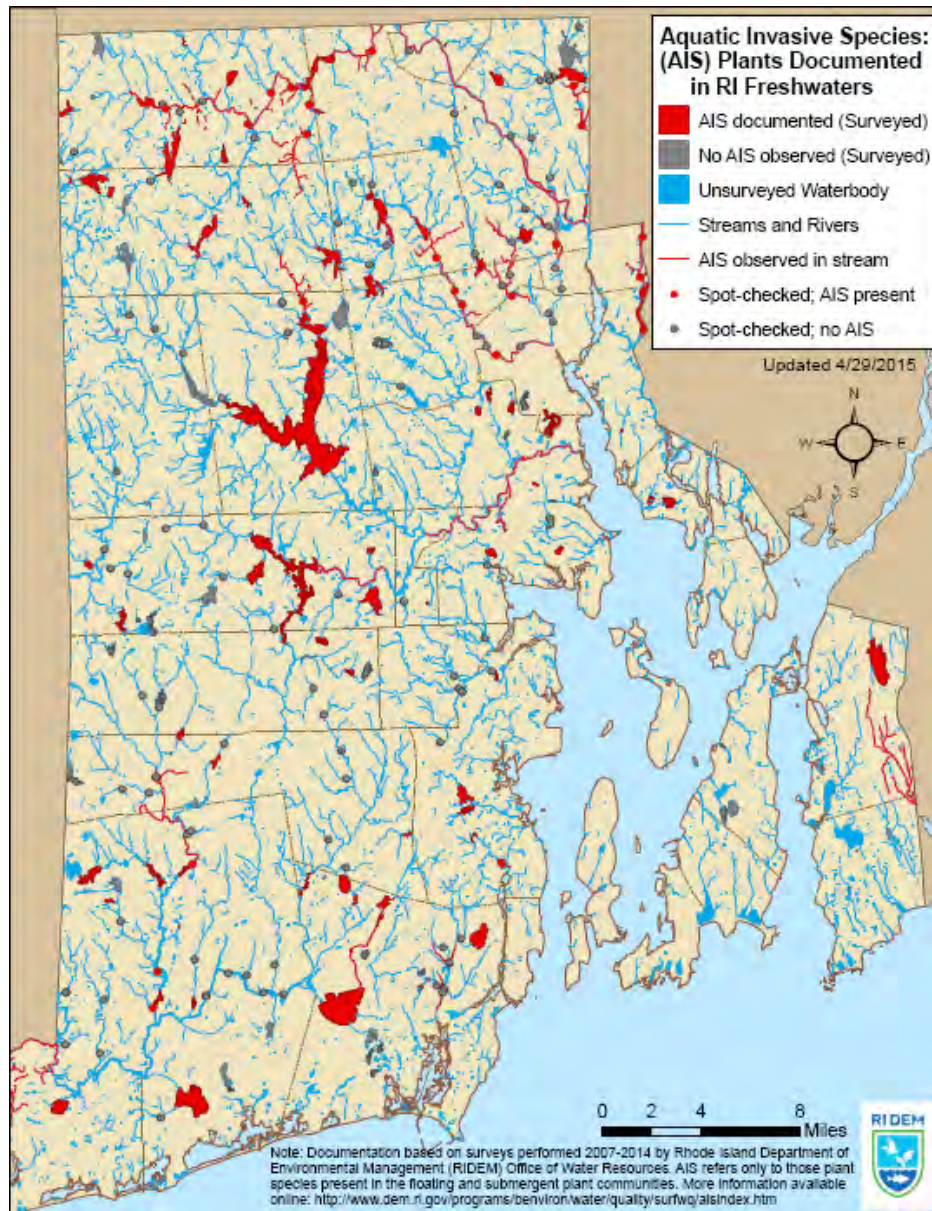 Aquatic Invasive Species:
(AIS) Plants Documented
in RI Freshwaters
AIS documented (Surveyed)
No AIS observed (Surveyed)
Unsurveyed Waterbody
Streams and Rivers
AIS observed in stream
Spot-checked; AIS present
Spot-checked; no AIS
Updated 4/29/2015
N
W E
S
0 2 4 8
Miles
RIDEM
Note: Documentation based on surveys performed 2007-2014 by Rhode Island Department of
Environmental Management (RIDEM) Office of Water Resources. AIS refers only to those plant
species present in the floating and submergent plant communities. More information available
online: http://www.dem.ri.gov/programs/benviron/water/quality/surfwq/aisindex.htm